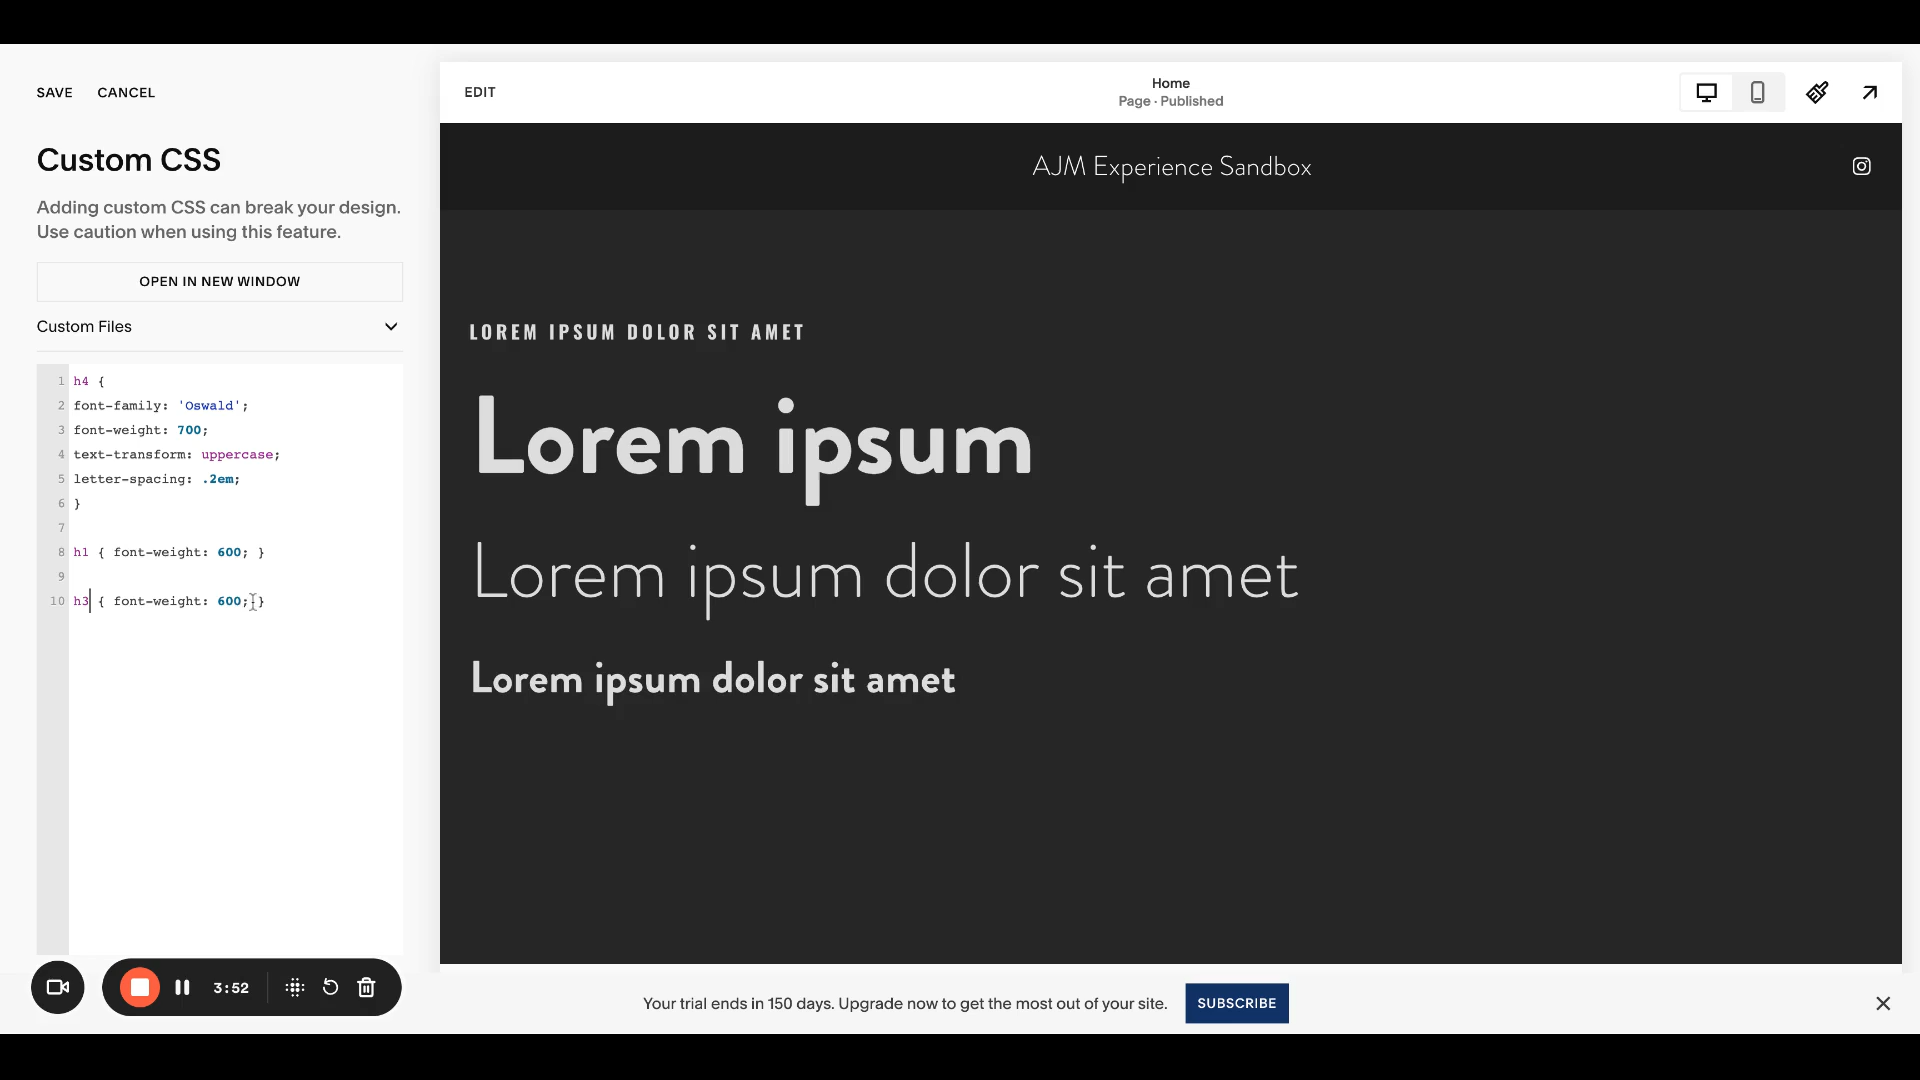 SAVE CANCEL
Custom CSS
Adding custom CSS can break your design.
Use caution when using this feature.
OPEN IN NEW WINDOW
Custom Files
1 h4 {
2 font-family: 'Oswald';
3 font-weight: 700;
4 text-transform: uppercase;
5 letter-spacing: .2em;
6 }
7
8 h1 { font-weight: 600; }
9
10 h3 { font-weight: 600; }
3:52
EDIT
Home
Page · Published
AJM Experience Sandbox
LOREM IPSUM DOLOR SIT AMET
Lorem ipsum
Lorem ipsum dolor sit amet
Lorem ipsum dolor sit amet
Your trial ends in 150 days. Upgrade now to get the most out of your site. SUBSCRIBE